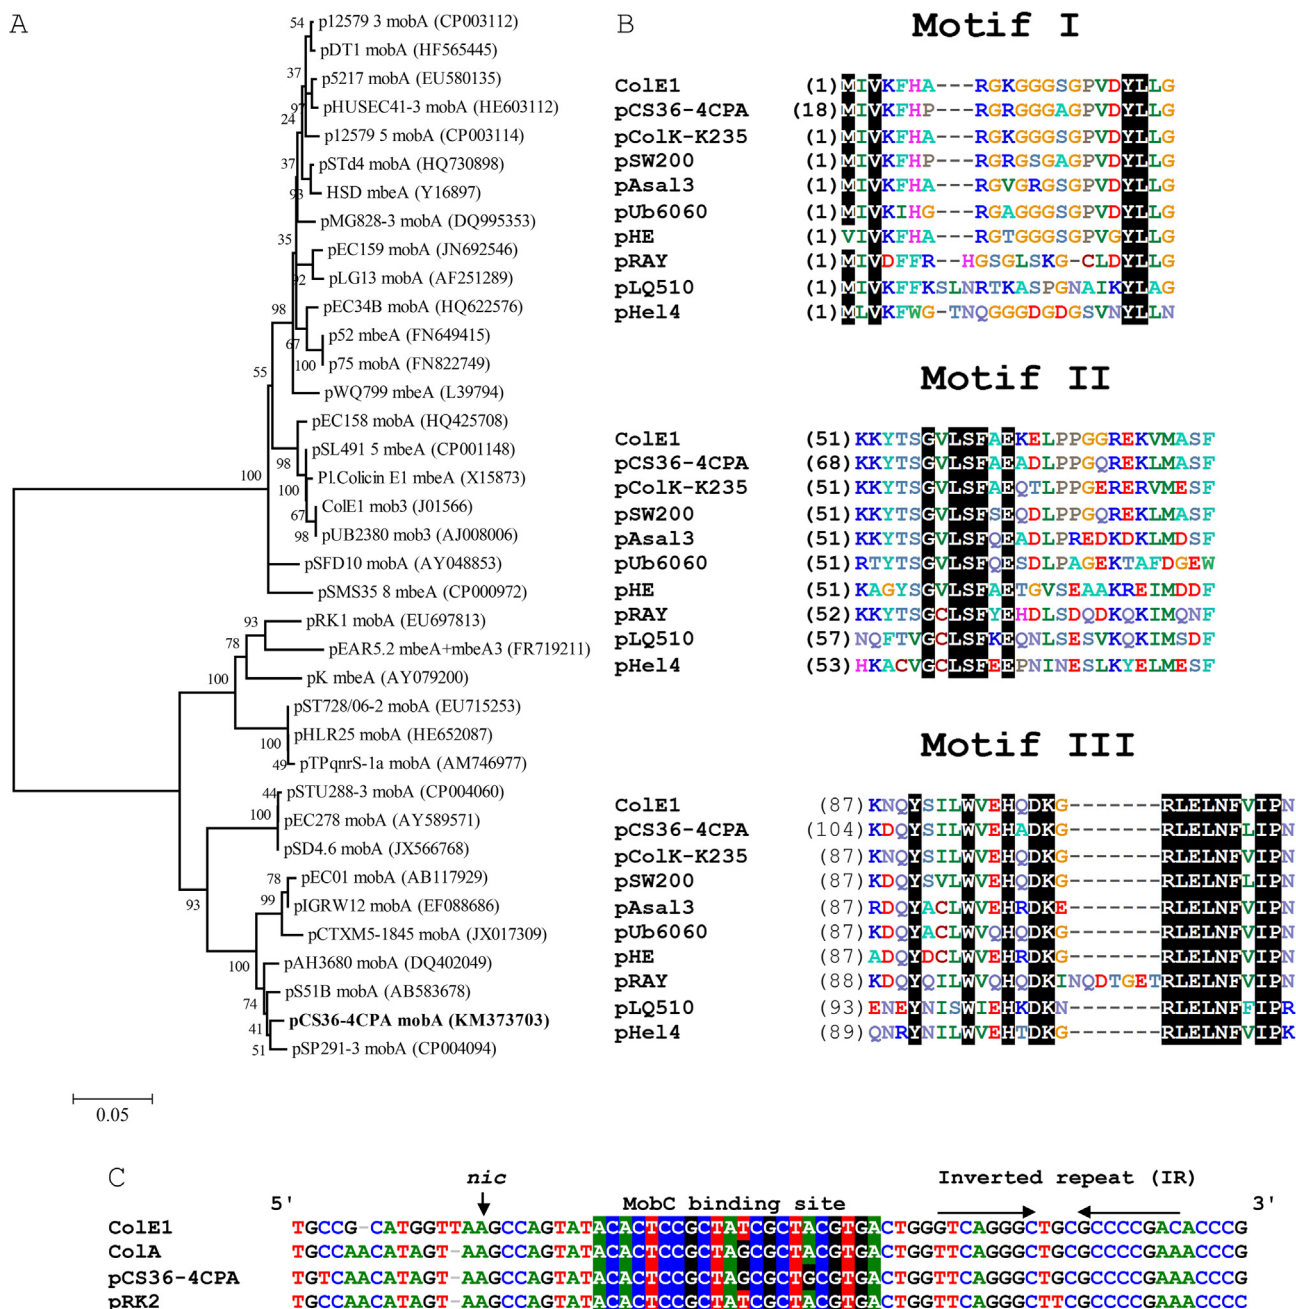 A
54
p12579 3 mobA (CP003112)
pDT1 mobA (HF565445)
37
p5217 mobA (EU580135)
97
pHUSEC41-3 mobA (HE603112)
24
p12579 5 mobA (CP003114)
37
pSTd4 mobA (HQ730898)
93
HSD mbeA (Y16897)
pMG828-3 mobA (DQ995353)
35
pEC159 mobA (JN692546)
92
pLG13 mobA (AF251289)
98
pEC34B mobA (HQ622576)
67
p52 mbeA (FN649415)
100
p75 mobA (FN822749)
55
pWQ799 mbeA (L39794)
pEC158 mobA (HQ425708)
98
pSL491 5 mbeA (CP001148)
100
P1.Colicin E1 mbeA (X15873)
100
ColE1 mob3 (J01566)
67
98
pUB2380 mob3 (AJ008006)
pSFD10 mobA (AY048853)
pSMS35 8 mbeA (CP000972)
93
pRK1 mobA (EU697813)
78
pEAR5.2 mbeA+mbeA3 (FR719211)
100
pK mbeA (AY079200)
pST728/06-2 mobA (EU715253)
100
pHLR25 mobA (HE652087)
49
pTPqnrS-1a mobA (AM746977)
44
pSTU288-3 mobA (CP004060)
100
pEC278 mobA (AY589571)
pSD4.6 mobA (JX566768)
93
78
pEC01 mobA (AB117929)
99
pIGRW12 mobA (EF088686)
pCTXM5-1845 mobA (JX017309)
100
pAH3680 mobA (DQ402049)
74
pS51B mobA (AB583678)
41
pCS36-4CPA mobA (KM373703)
51
pSP291-3 mobA (CP004094)
0.05
B
Motif I
ColE1 (1) MIVKFHA---RGKGGGSGPVDYLLG
pCS36-4CPA (18) MIVKFHP---RGRGGGAGPVDYLLG
pColK-K235 (1) MIVKFHA---RGKGGGSGPVDYLLG
pSW200 (1) MIVKFHP---RGRGSGAGPVDYLLG
pAsal3 (1) MIVKFHA---RGVGRGSGPVDYLLG
pUb6060 (1) MIVKIHG---RGAGGGSGPVDYLLG
pHE (1) VIVKFHA---RGTGGGSGPVGYLLG
pRAY (1) MIVDFFR--HGSGLSKG-CLDYLLG
pLQ510 (1) MIVKFFKSLNRTKASPGNAIKYLAG
pHel4 (1) MLVKFWG-TNQGGGDGDGSVNYLLN
Motif II
ColE1 (51) KKYTSGVLSFAEKELPPGGREKVMASF
pCS36-4CPA (68) KKYTSGVLSFAEADLPPGQREKLMASF
pColK-K235 (51) KKYTSGVLSFAEQTLPPGERERVMESF
pSW200 (51) KKYTSGVLSFSEQDLPPGQREKLMASF
pAsal3 (51) KKYTSGVLSFQEADLPREDKDKLMDSF
pUb6060 (51) RTYTSGVLSFQESDLPAGEKTAFDGEW
pHE (51) KAGYSGVLSFAETGVSEAAKREIMDDF
pRAY (52) KKYTSGCLSFYEHDLSDQDKQKIMQNF
pLQ510 (57) NQFTVGCLSFKEQNLSESVKQKIMSDF
pHel4 (53) HKACVGCLSFEEPNINESLKYELMESF
Motif III
ColE1 (87) KNQYSILWVEHQDKG-------RLELNFVIPN
pCS36-4CPA (104) KDQYSILWVEHADKG-------RLELNFLIPN
pColK-K235 (87) KNQYSILWVEHQDKG-------RLELNFVIPN
pSW200 (87) KDQYSVLWVEHQDKG-------RLELNFLIPN
pAsal3 (87) RDQYACLWVEHRDKE-------RLELNFVIPN
pUb6060 (87) KDQYACLWVQHQDKG-------RLELNFVIPN
pHE (87) ADQYDCLWVEHRDKG-------RLELNFVIPN
pRAY (88) KDQYQILWVQHQDKINQDTGETRLELNFVIPN
pLQ510 (93) ENEYNISWIEHKDKN-------RLELNFFIPR
pHel4 (89) QNRYNILWVEHTDKG-------RLELNFVIPK
C
nic
Inverted repeat (IR)
5'
MobC binding site
3'
ColE1 TGCCG-CATGGTTAAGCCAGTATACACTCCGCTATCGCTACGTGACTGGGTCAGGGCTGCGCCCCGACACCCG
ColA TGCCAACATAGT-AAGCCAGTATACACTCCGCTAGCGCTACGTGACTGGTTCAGGGCTGCGCCCCGAAACCCG
pCS36-4CPA TGTCAACATAGT-AAGCCAGTATACACTCCGCTAGCGCTGCGTGACTGGTTCAGGGCTGCGCCCCGAAACCCC
pRK2 TGCCAACATAGT-AAGCCAGTATACACTCCGCTATCGCTACGTGACTGGTTCAGGGCTTCGCCCCGAAACCCC